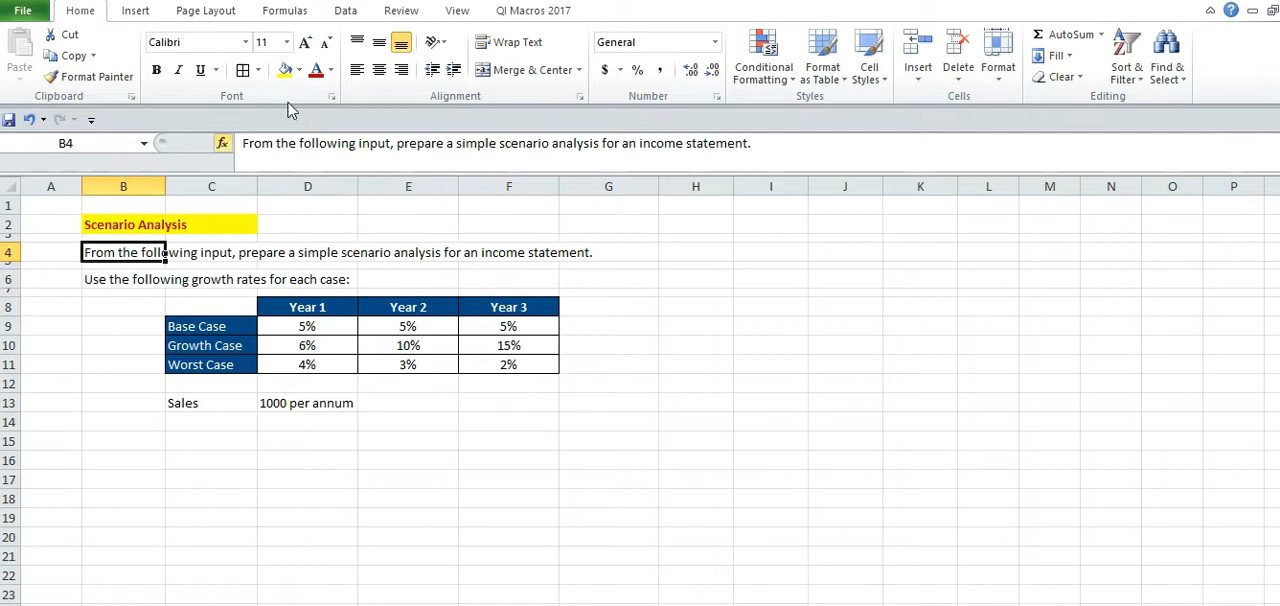 File Home Insert Page Layout Formulas Data Review View QI Macros 2017
Cut
Copy
Format Painter
Paste
Clipboard
Calibri 11
B I U A
Font
Wrap Text
Merge & Center
Alignment
General
$ % , .00 .00
Number
Conditional Formatting
Format as Table
Cell Styles
Styles
Insert Delete Format
Cells
Σ AutoSum
Fill
Clear
Sort & Filter
Find & Select
Editing
B4 fx From the following input, prepare a simple scenario analysis for an income statement.
A B C D E F G H I J K L M N O P
1
2 Scenario Analysis
3
4 From the following input, prepare a simple scenario analysis for an income statement.
5
6 Use the following growth rates for each case:
7
8 Year 1 Year 2 Year 3
9 Base Case 5% 5% 5%
10 Growth Case 6% 10% 15%
11 Worst Case 4% 3% 2%
12
13 Sales 1000 per annum
14
15
16
17
18
19
20
21
22
23